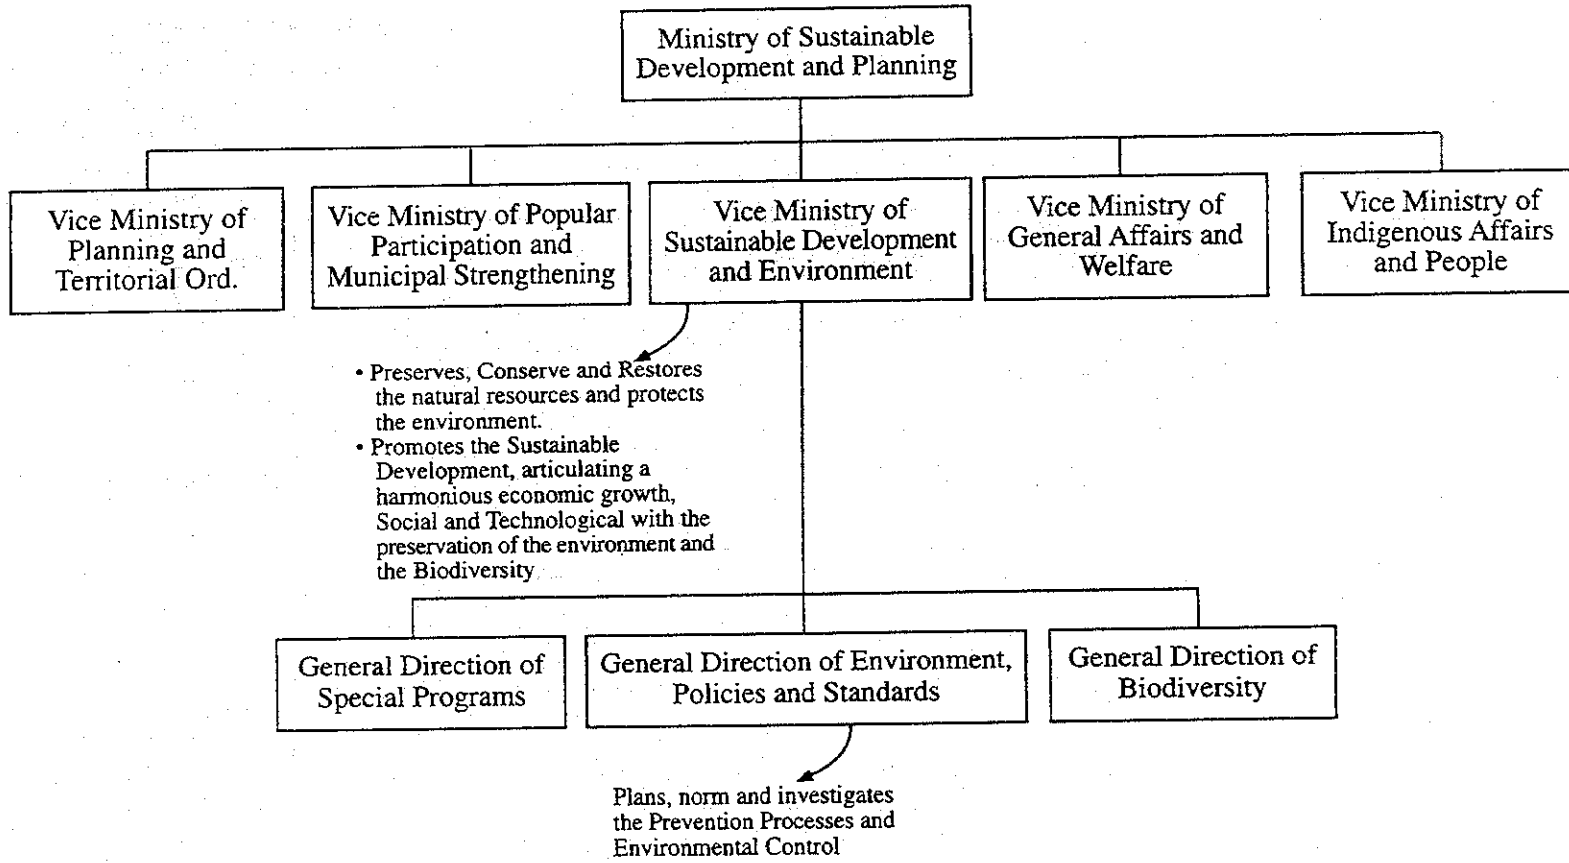 Ministry of Sustainable
Development and Planning
Vice Ministry of
Planning and
Territorial Ord.
Vice Ministry of Popular
Participation and
Municipal Strengthening
Vice Ministry of
Sustainable Development
and Environment
Vice Ministry of
General Affairs and
Welfare
Vice Ministry of
Indigenous Affairs
and People
• Preserves, Conserve and Restores
the natural resources and protects
the environment.
• Promotes the Sustainable
Development, articulating a
harmonious economic growth,
Social and Technological with the
preservation of the environment and
the Biodiversity
General Direction of
Special Programs
General Direction of Environment,
Policies and Standards
General Direction of
Biodiversity
Plans, norm and investigates
the Prevention Processes and
Environmental Control